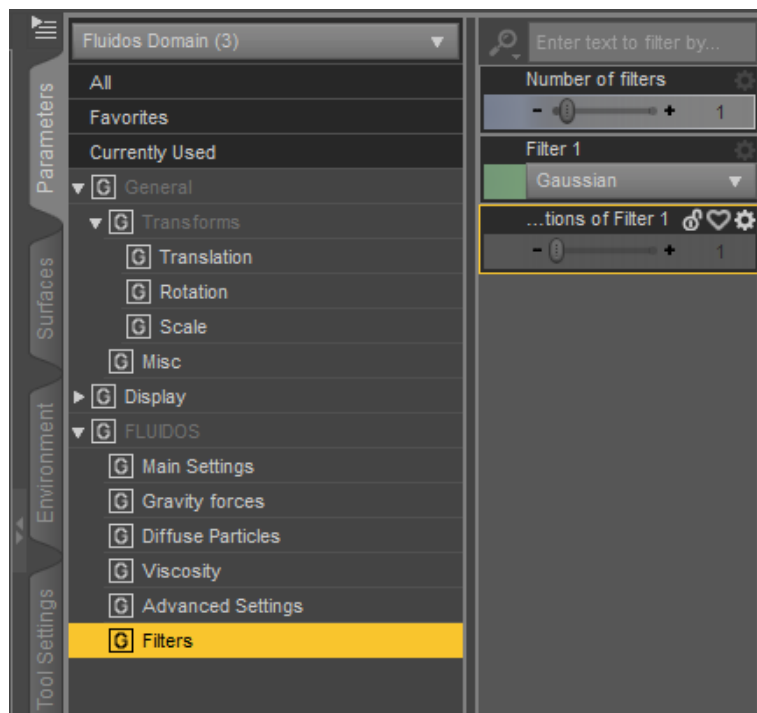 Parameters
Surfaces
Environment
Tool Settings
Fluidos Domain (3)
All
Favorites
Currently Used
G General
G Transforms
G Translation
G Rotation
G Scale
G Misc
G Display
G FLUIDOS
G Main Settings
G Gravity forces
G Diffuse Particles
G Viscosity
G Advanced Settings
G Filters
Enter text to filter by...
Number of filters
- + 1
Filter 1
Gaussian
...tions of Filter 1
- + 1